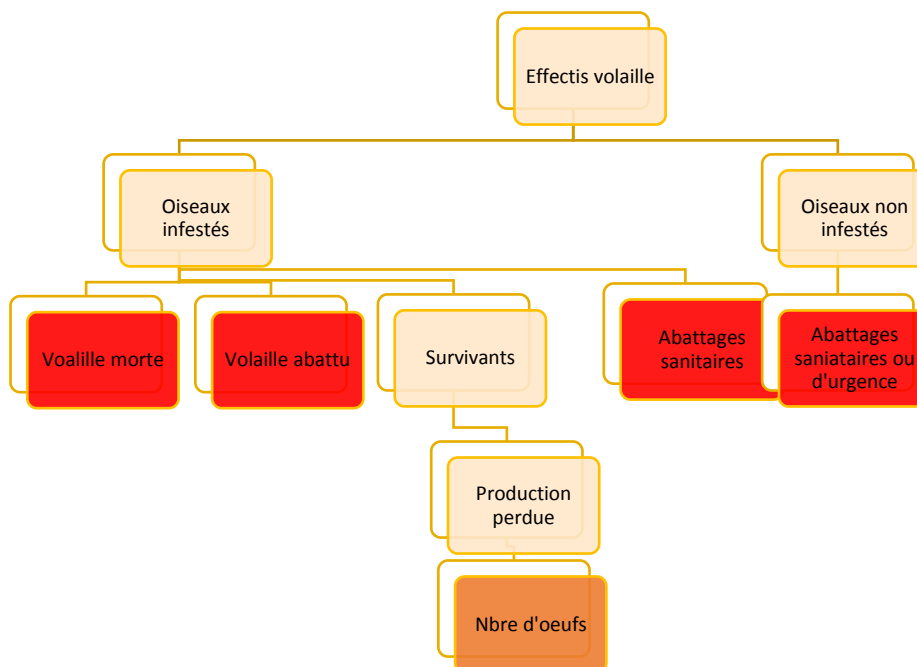 Effectis volaille
Oiseaux
infestés
Oiseaux non
infestés
Voalille morte
Volaille abattu
Survivants
Abattages
sanitaires
Abattages
saniataires ou
d'urgence
Production
perdue
Nbre d'oeufs